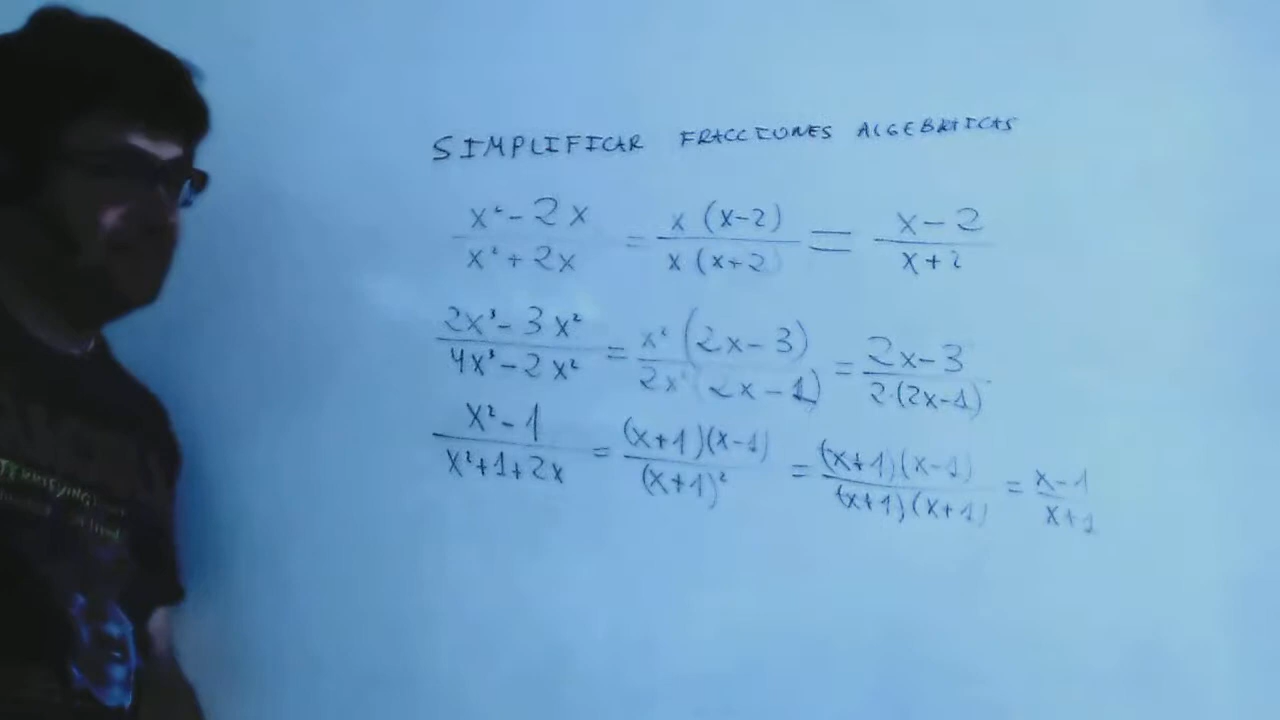 SIMPLIFICAR FRACCIONES ALGEBRAICAS
x² - 2x / x² + 2x = x (x-2) / x (x+2) = x - 2 / x + 2
2x³ - 3x² / 4x³ - 2x² = x² (2x - 3) / 2x² (2x - 1) = 2x - 3 / 2·(2x-1)
x² - 1 / x² + 1 + 2x = (x+1)(x-1) / (x+1)² = (x+1)(x-1) / (x+1)(x+1) = x-1 / x+1